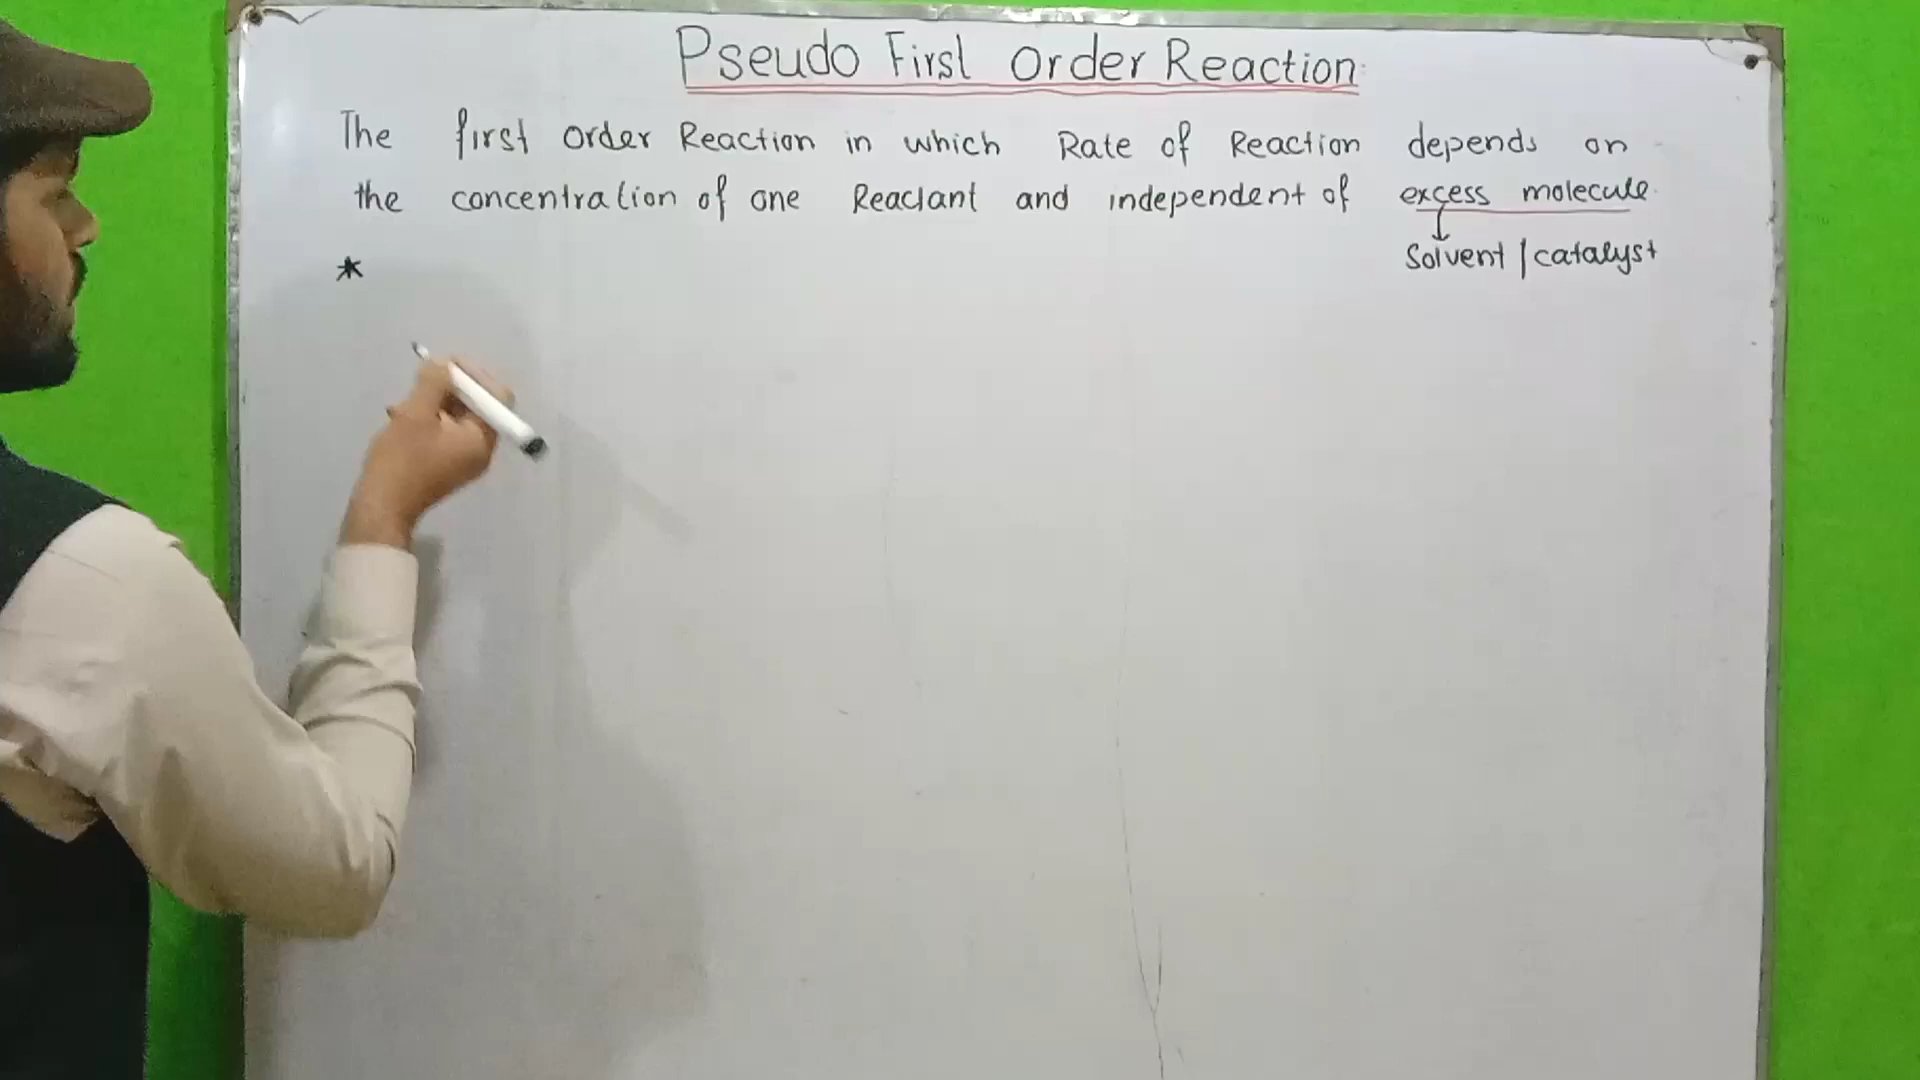 Pseudo First Order Reaction
The first order Reaction in which Rate of Reaction depends on
the concentration of one Reactant and independent of excess molecule.
↓
Solvent / catalyst
*